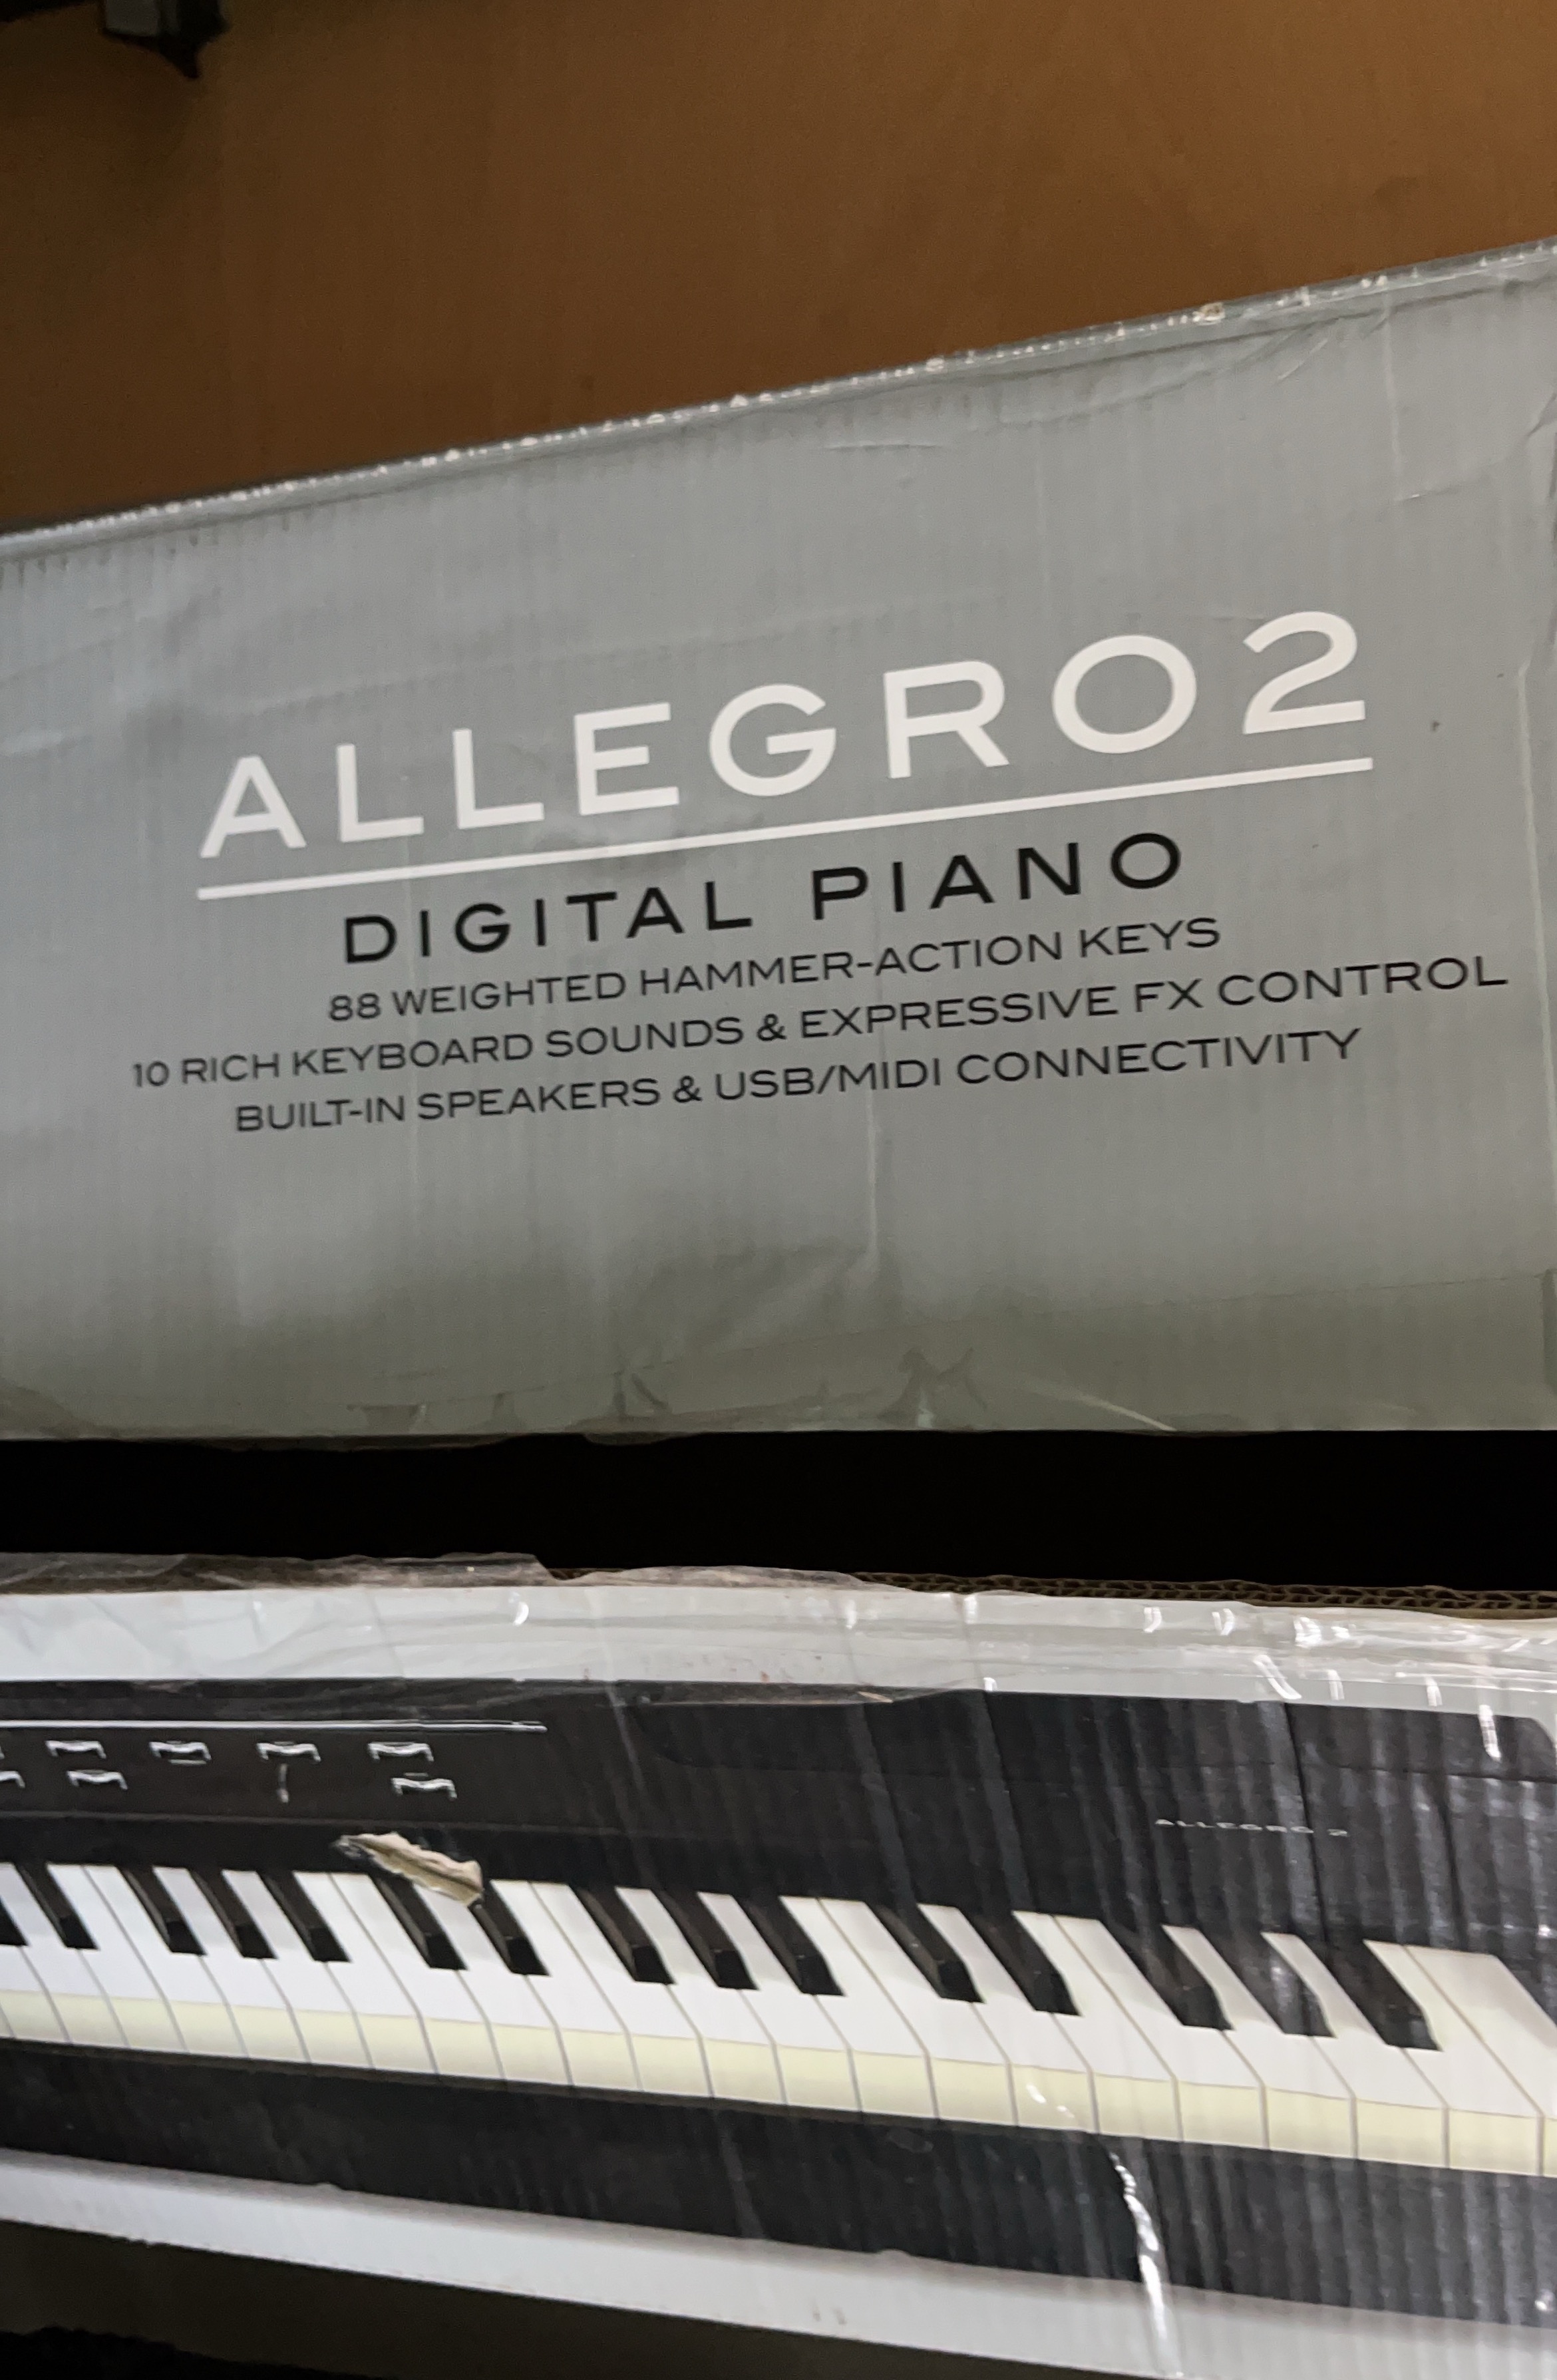 ALLEGRO2
DIGITAL PIANO
88 WEIGHTED HAMMER-ACTION KEYS
10 RICH KEYBOARD SOUNDS & EXPRESSIVE FX CONTROL
BUILT-IN SPEAKERS & USB/MIDI CONNECTIVITY
ALLEGRO 2